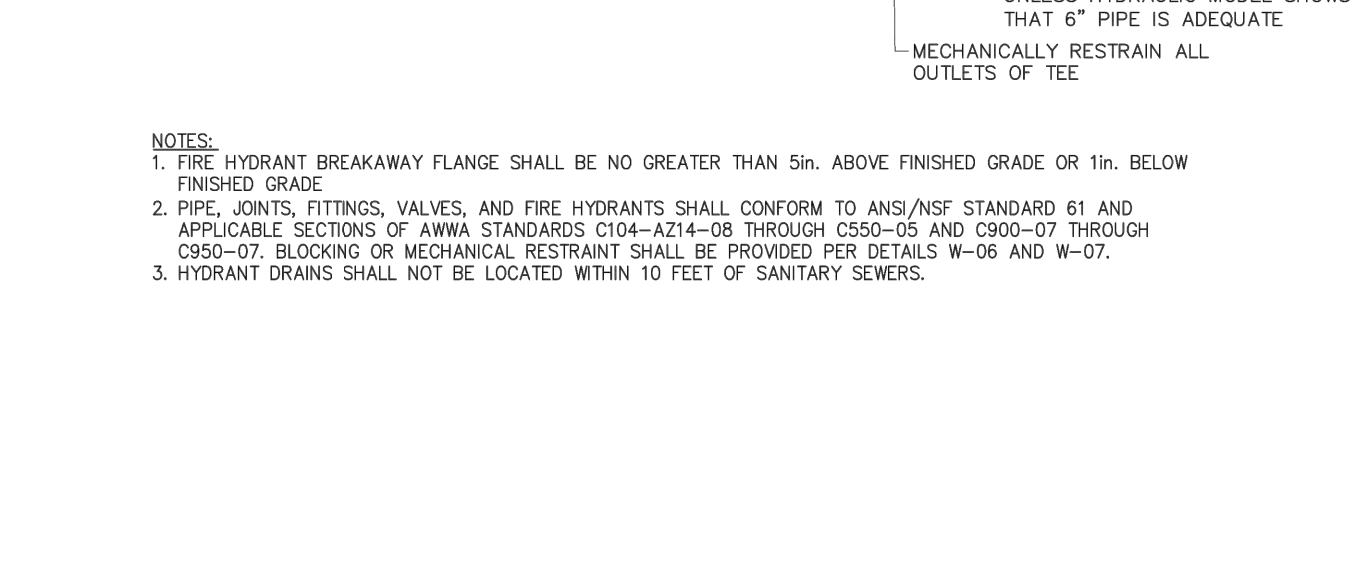 UNLESS HYDRAULIC MODEL SHOWS
THAT 6” PIPE IS ADEQUATE
MECHANICALLY RESTRAIN ALL
OUTLETS OF TEE
NOTES:
1. FIRE HYDRANT BREAKAWAY FLANGE SHALL BE NO GREATER THAN 5in. ABOVE FINISHED GRADE OR 1in. BELOW
FINISHED GRADE
2. PIPE, JOINTS, FITTINGS, VALVES, AND FIRE HYDRANTS SHALL CONFORM TO ANSI/NSF STANDARD 61 AND
APPLICABLE SECTIONS OF AWWA STANDARDS C104-AZ14-08 THROUGH C550-05 AND C900-07 THROUGH
C950-07. BLOCKING OR MECHANICAL RESTRAINT SHALL BE PROVIDED PER DETAILS W-06 AND W-07.
3. HYDRANT DRAINS SHALL NOT BE LOCATED WITHIN 10 FEET OF SANITARY SEWERS.